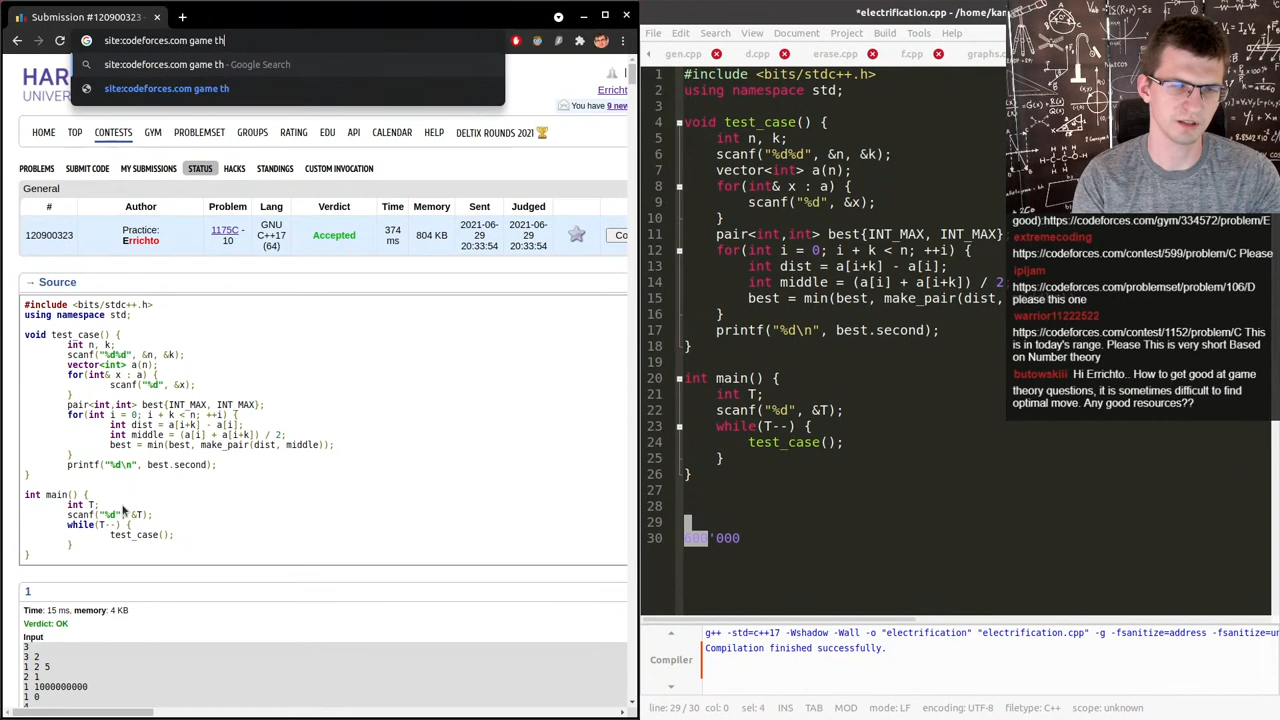 Submission #120900323 -
site:codeforces.com game th
site:codeforces.com game th - Google Search
site:codeforces.com game th
HAR
UNIVER
Erricht
You have 9 new
HOME TOP CONTESTS GYM PROBLEMSET GROUPS RATING EDU API CALENDAR HELP DELTIX ROUNDS 2021
PROBLEMS SUBMIT CODE MY SUBMISSIONS STATUS HACKS STANDINGS CUSTOM INVOCATION
General
# Author Problem Lang Verdict Time Memory Sent Judged
120900323 Practice: Errichto 1175C - 10 GNU C++17 (64) Accepted 374 ms 804 KB 2021-06-29 20:33:54 2021-06-29 20:33:54 Co
→ Source
#include <bits/stdc++.h>
using namespace std;
void test_case() {
int n, k;
scanf("%d%d", &n, &k);
vector<int> a(n);
for(int& x : a) {
scanf("%d", &x);
}
pair<int,int> best{INT_MAX, INT_MAX};
for(int i = 0; i + k < n; ++i) {
int dist = a[i+k] - a[i];
int middle = (a[i] + a[i+k]) / 2;
best = min(best, make_pair(dist, middle));
}
printf("%d\n", best.second);
}
int main() {
int T;
scanf("%d", &T);
while(T--) {
test_case();
}
}
1
Time: 15 ms, memory: 4 KB
Verdict: OK
Input
3
3 2
1 2 5
2 1
1 1000000000
1 0
4
*electrification.cpp - /home/kam
File Edit Search View Document Project Build Tools Help
gen.cpp d.cpp erase.cpp f.cpp graphs.c
1 #include <bits/stdc++.h>
2 using namespace std;
3
4 void test_case() {
5 int n, k;
6 scanf("%d%d", &n, &k);
7 vector<int> a(n);
8 for(int& x : a) {
9 scanf("%d", &x);
10 }
11 pair<int,int> best{INT_MAX, INT_MAX}
12 for(int i = 0; i + k < n; ++i) {
13 int dist = a[i+k] - a[i];
14 int middle = (a[i] + a[i+k]) / 2
15 best = min(best, make_pair(dist,
16 }
17 printf("%d\n", best.second);
18 }
19
20 int main() {
21 int T;
22 scanf("%d", &T);
23 while(T--) {
24 test_case();
25 }
26 }
27
28
29
30 600'000
good):https://codeforces.com/gym/334572/problem/E
extremecoding
https://codeforces.com/contest/599/problem/C Please
ipljam
https://codeforces.com/problemset/problem/106/D
please this one
warrior11222522
https://codeforces.com/contest/1152/problem/C This
is in today's range. Please This is very short Based
on Number theory
butowskiii Hi Errichto.. How to get good at game
theory questions, it is sometimes difficult to find
optimal move. Any good resources??
g++ -std=c++17 -Wshadow -Wall -o "electrification" "electrification.cpp" -g -fsanitize=address -fsanitize=un
Compilation finished successfully.
Compiler
line: 29 / 30 col: 0 sel: 4 INS TAB MOD mode: LF encoding: UTF-8 filetype: C++ scope: unknown